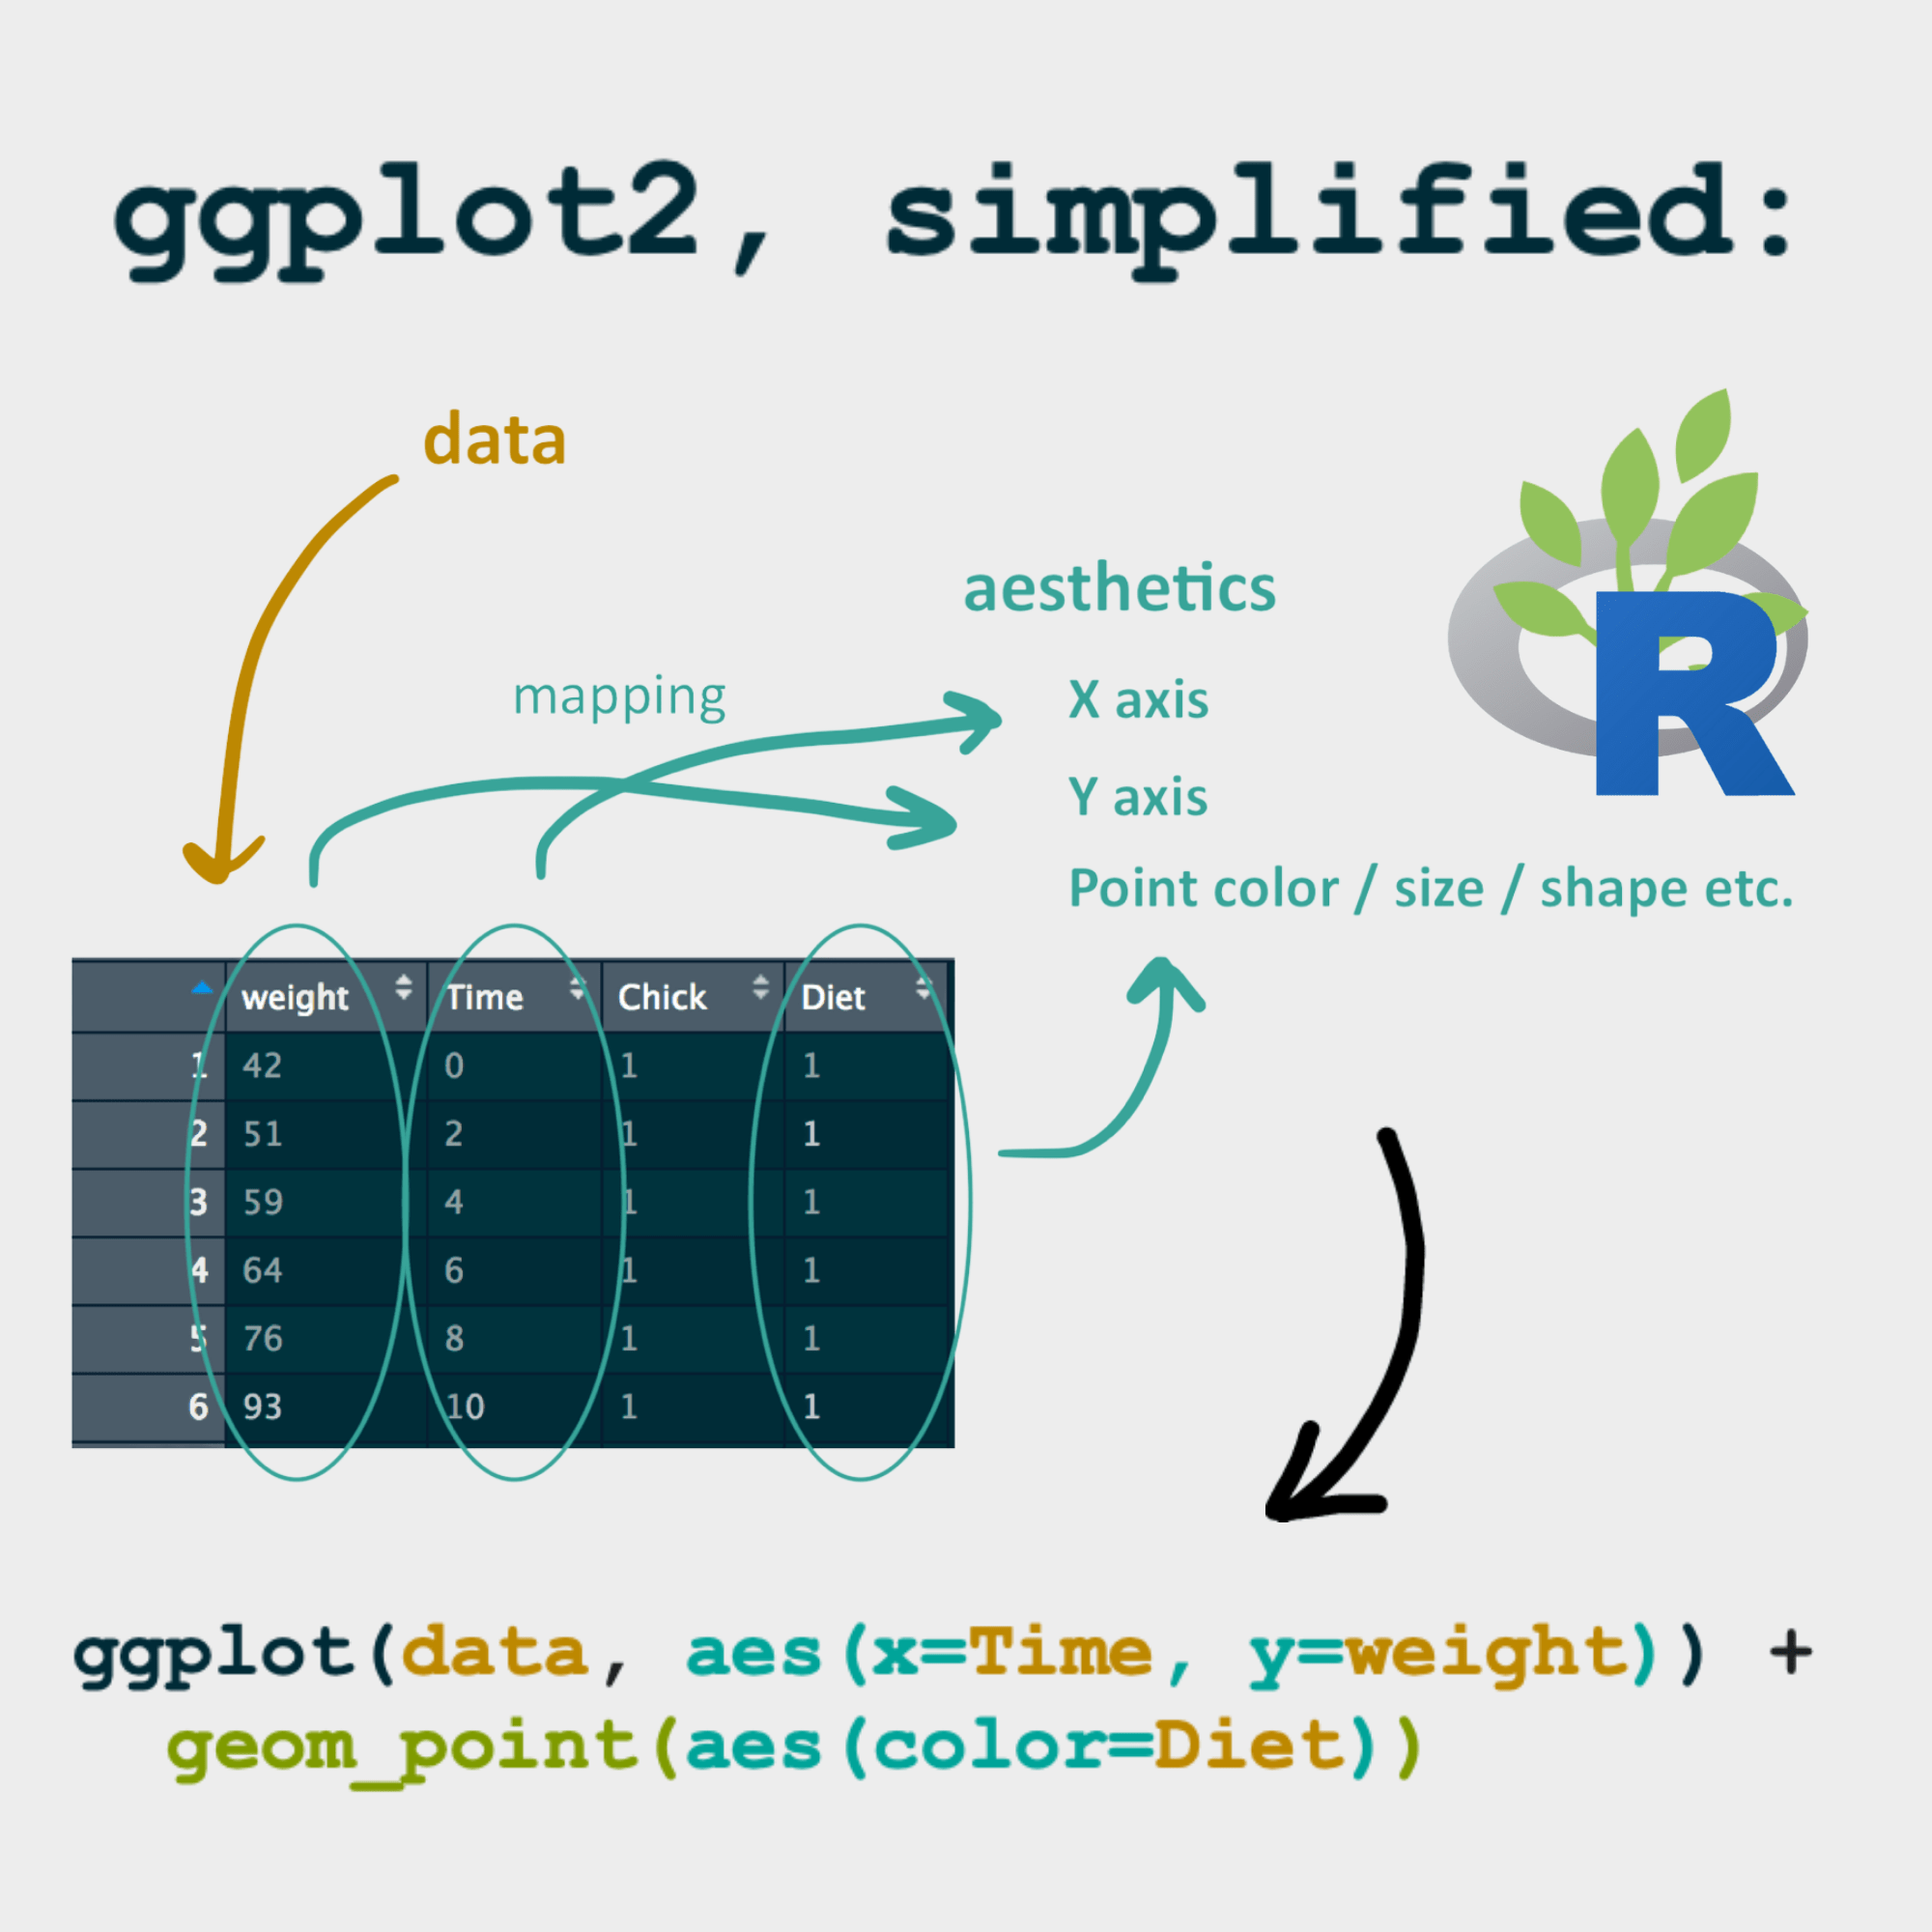 ggplot2, simplified:
data
aesthetics
mapping
X axis
Y axis
Point color / size / shape etc.
R
weight Time Chick Diet
1 42 0 1 1
2 51 2 1 1
3 59 4 1 1
4 64 6 1 1
5 76 8 1 1
6 93 10 1 1
ggplot(data, aes(x=Time, y=weight)) +
geom_point(aes(color=Diet))